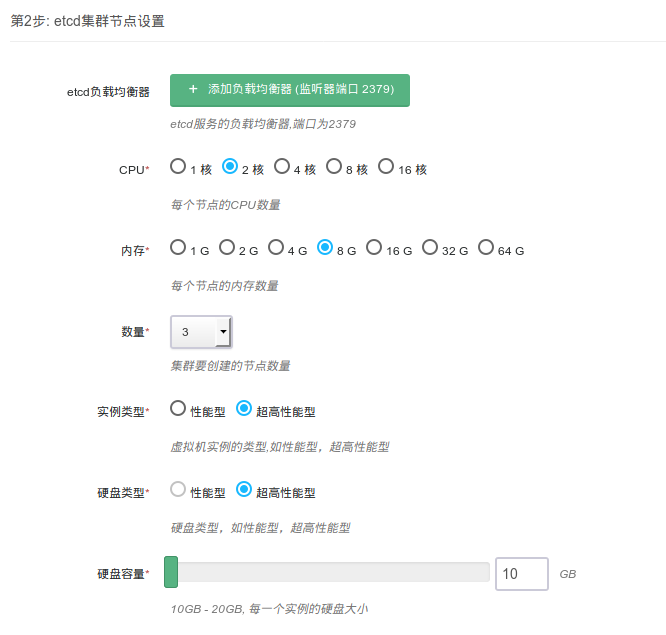 第2步: etcd集群节点设置
etcd负载均衡器
+ 添加负载均衡器 (监听器端口 2379)
etcd服务的负载均衡器,端口为2379
CPU* 1 核 2 核 4 核 8 核 16 核
每个节点的CPU数量
内存* 1 G 2 G 4 G 8 G 16 G 32 G 64 G
每个节点的内存数量
数量* 3
集群要创建的节点数量
实例类型* 性能型 超高性能型
虚拟机实例的类型,如性能型，超高性能型
硬盘类型* 性能型 超高性能型
硬盘类型，如性能型，超高性能型
硬盘容量* 10 GB
10GB - 20GB, 每一个实例的硬盘大小